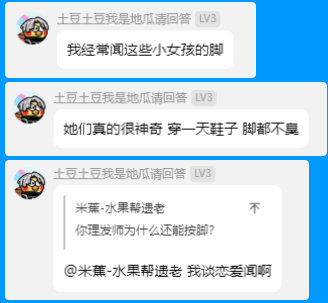 土豆土豆我是地瓜请回答 LV3
我经常闻这些小女孩的脚
土豆土豆我是地瓜请回答 LV3
她们真的很神奇 穿一天鞋子 脚都不臭
土豆土豆我是地瓜请回答 LV3
米薰-水果帮遗老
你理发师为什么还能按脚?
@米薰-水果帮遗老 我谈恋爱闻啊